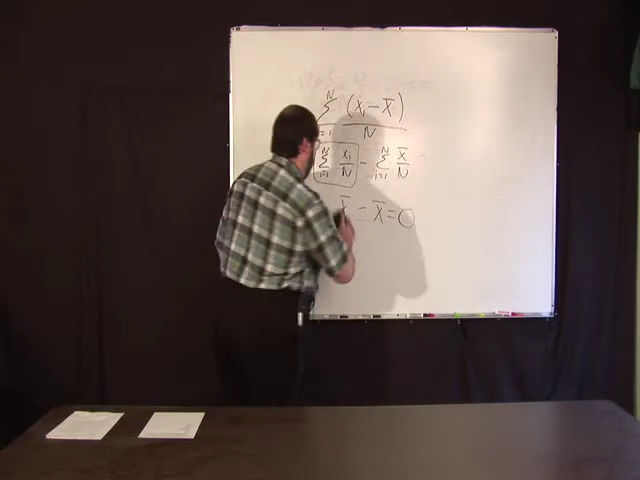 N
Σ (Xᵢ - X̄)
i=1 N
N N
Σ Xᵢ/N - Σ X̄/N
i=1 i=1
X̄ - X̄ = 0